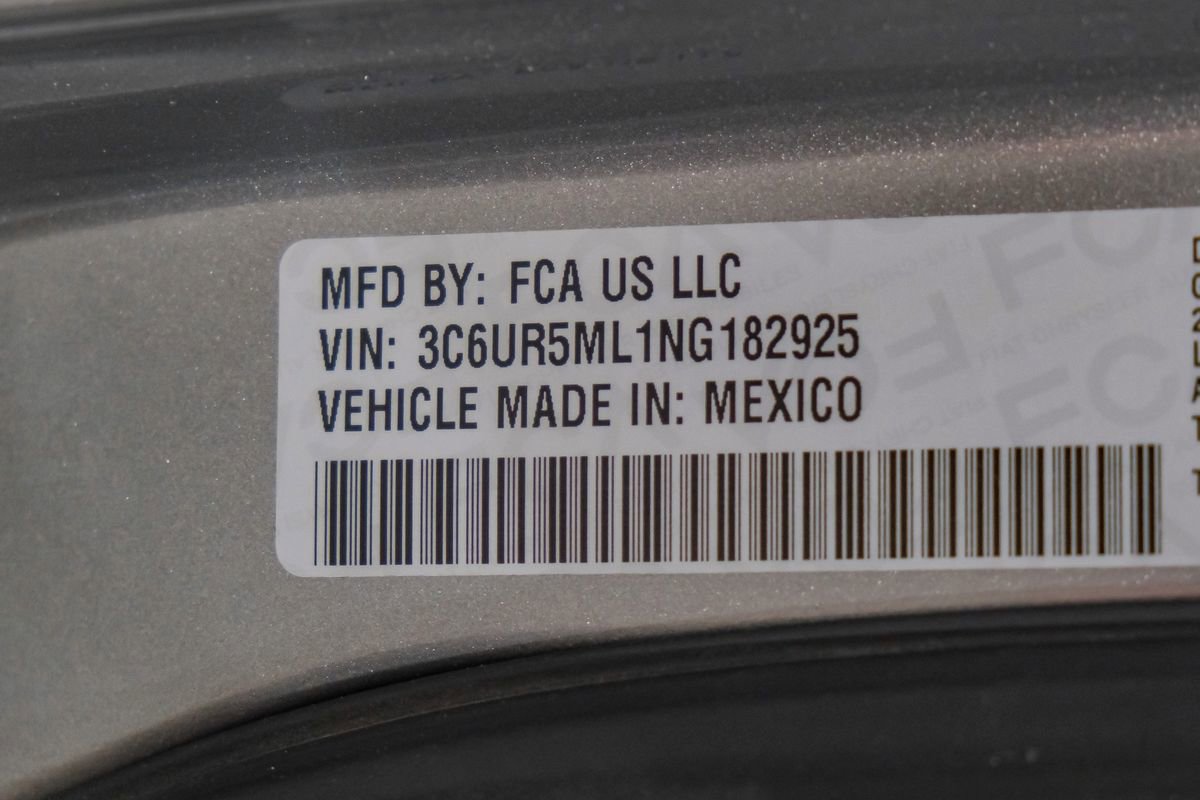 MFD BY: FCA US LLC
VIN: 3C6UR5ML1NG182925
VEHICLE MADE IN: MEXICO